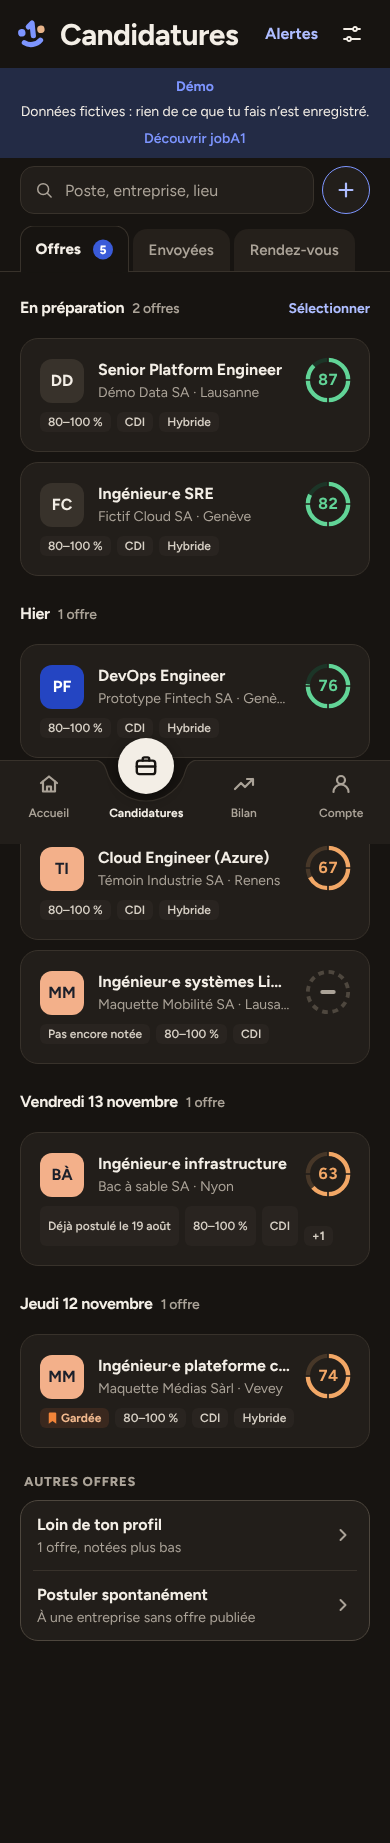 Candidatures
Alertes
Démo
Données fictives : rien de ce que tu fais n'est enregistré.
Découvrir jobA1
Poste, entreprise, lieu
Offres 5
Envoyées
Rendez-vous
En préparation 2 offres
Sélectionner
DD
Senior Platform Engineer
Démo Data SA · Lausanne
87
80–100 %
CDI
Hybride
FC
Ingénieur·e SRE
Fictif Cloud SA · Genève
82
80–100 %
CDI
Hybride
Hier 1 offre
PF
DevOps Engineer
Prototype Fintech SA · Genè…
76
80–100 %
CDI
Hybride
Accueil
Candidatures
Bilan
Compte
TI
Cloud Engineer (Azure)
Témoin Industrie SA · Renens
67
80–100 %
CDI
Hybride
MM
Ingénieur·e systèmes Li…
Maquette Mobilité SA · Lausa…
Pas encore notée
80–100 %
CDI
Vendredi 13 novembre 1 offre
BÀ
Ingénieur·e infrastructure
Bac à sable SA · Nyon
63
Déjà postulé le 19 août
80–100 %
CDI
+1
Jeudi 12 novembre 1 offre
MM
Ingénieur·e plateforme c…
Maquette Médias Sàrl · Vevey
74
Gardée
80–100 %
CDI
Hybride
AUTRES OFFRES
Loin de ton profil
1 offre, notées plus bas
Postuler spontanément
À une entreprise sans offre publiée